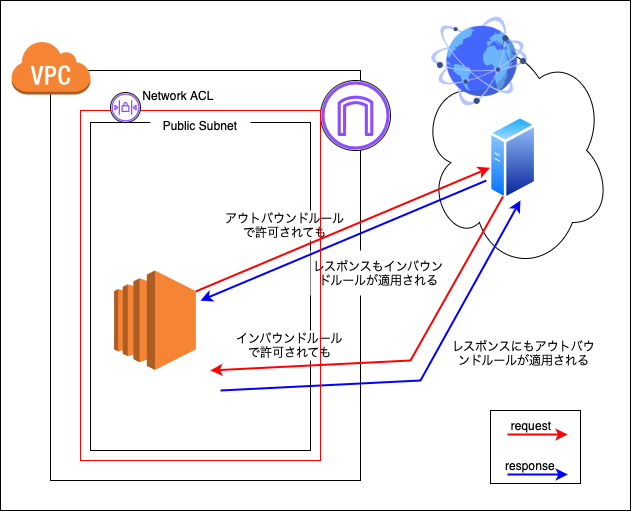 VPC
Network ACL
Public Subnet
アウトバウンドルール
で許可されても
レスポンスもインバウン
ドルールが適用される
インバウンドルール
で許可されても
レスポンスにもアウトバウ
ンドルールが適用される
request
response